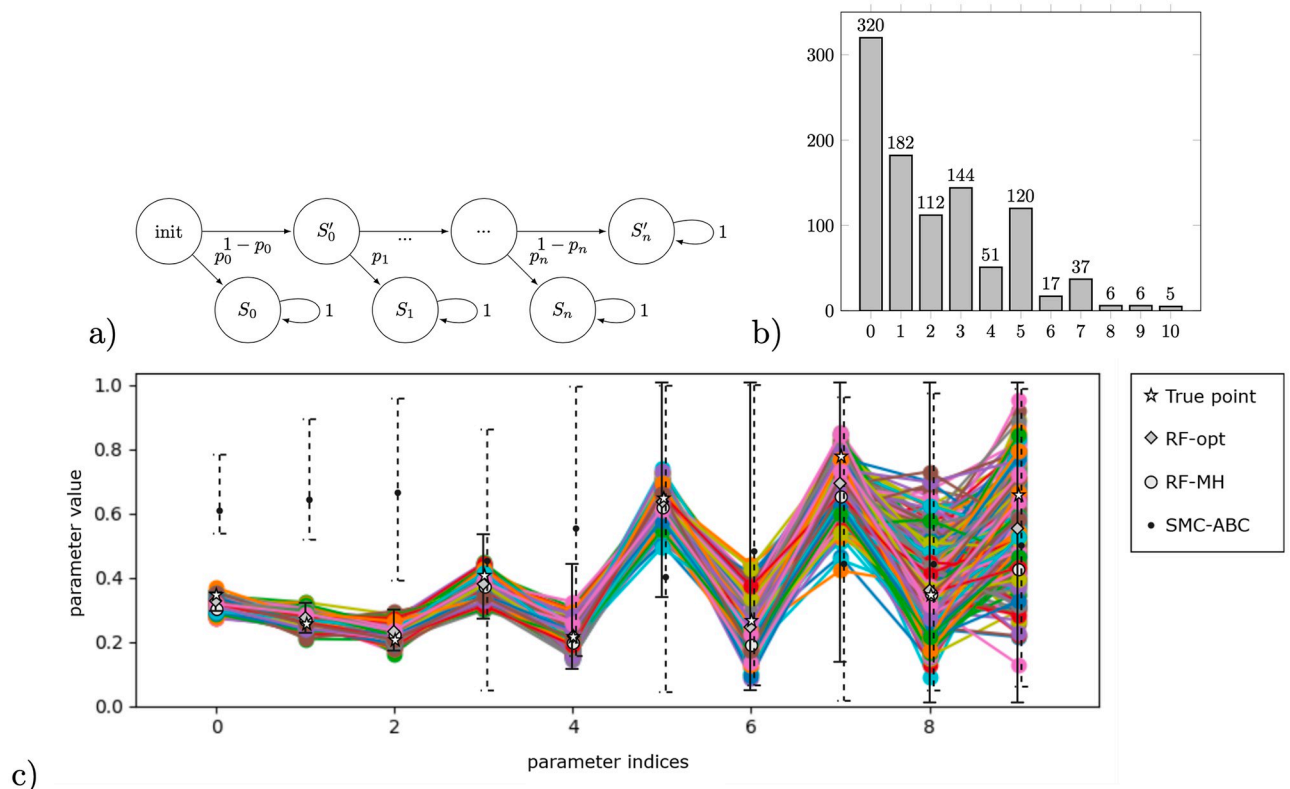 init
1 − p₀
p₀
S′₀
...
p₁
...
1 − pₙ
pₙ
S′ₙ
1
S₀
1
S₁
1
Sₙ
1
a)
300
200
100
0
320
182
112
144
51
120
17
37
6
6
5
0 1 2 3 4 5 6 7 8 9 10
b)
1.0
0.8
0.6
0.4
0.2
0.0
parameter value
0 2 4 6 8
parameter indices
True point
RF-opt
RF-MH
SMC-ABC
c)